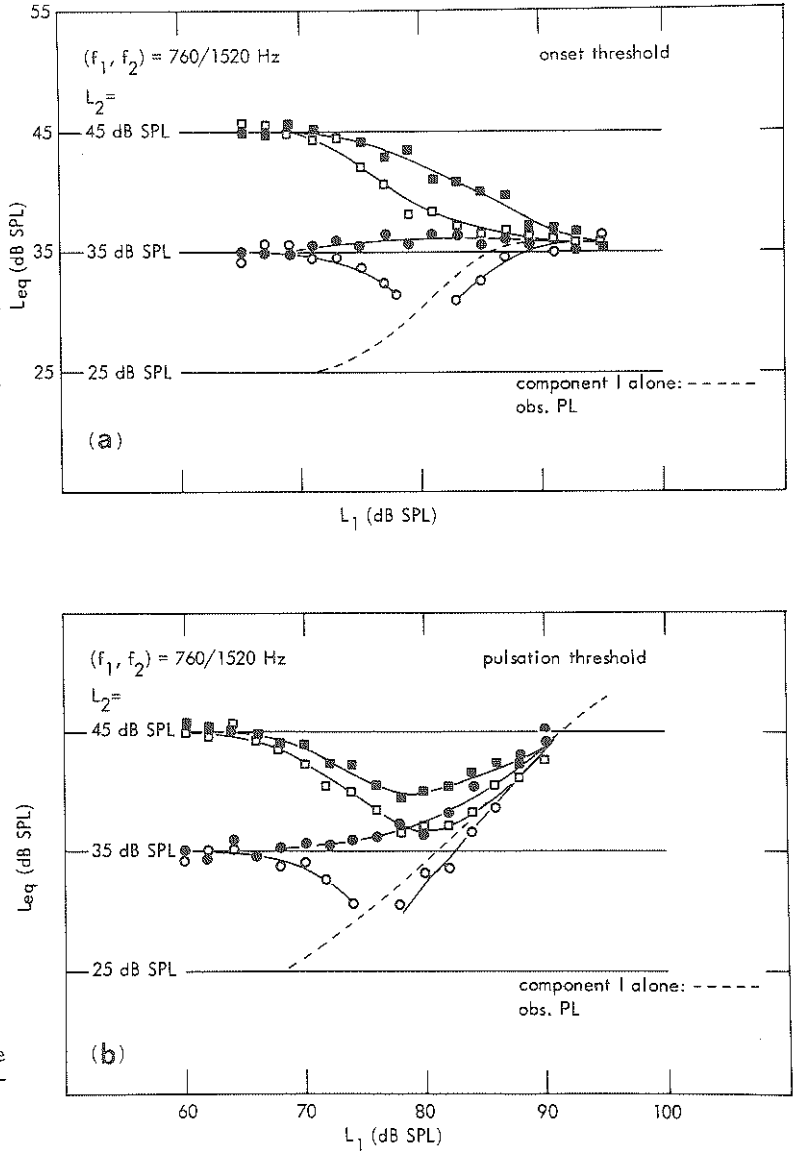 55
(f1, f2) = 760/1520 Hz
onset threshold
L2=
45
45 dB SPL
35
35 dB SPL
Leq (dB SPL)
25
25 dB SPL
component 1 alone: -----
obs. PL
(a)
L1 (dB SPL)
(f1, f2) = 760/1520 Hz
pulsation threshold
L2=
45 dB SPL
35 dB SPL
Leq (dB SPL)
25 dB SPL
component 1 alone: -----
obs. PL
(b)
60 70 80 90 100
L1 (dB SPL)